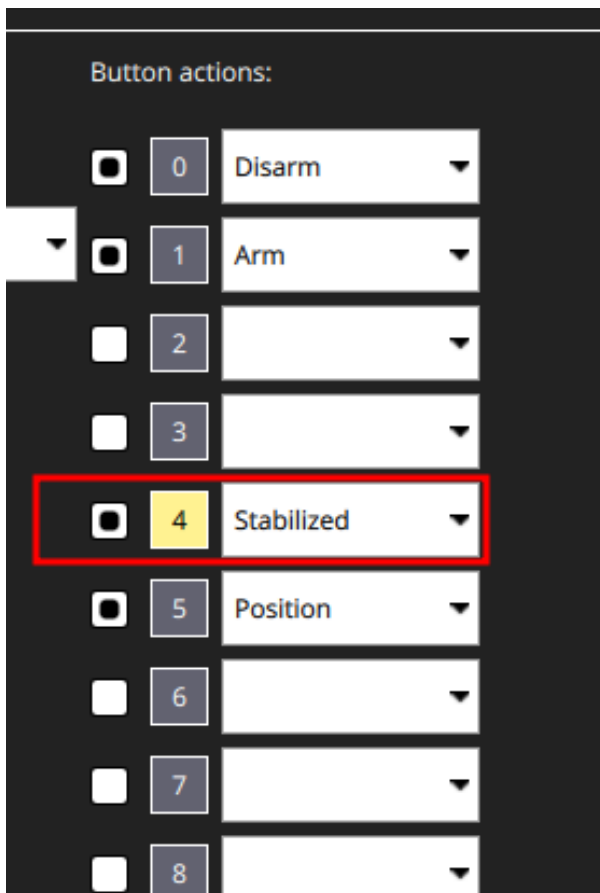 Button actions:
0 Disarm
1 Arm
2
3
4 Stabilized
5 Position
6
7
8